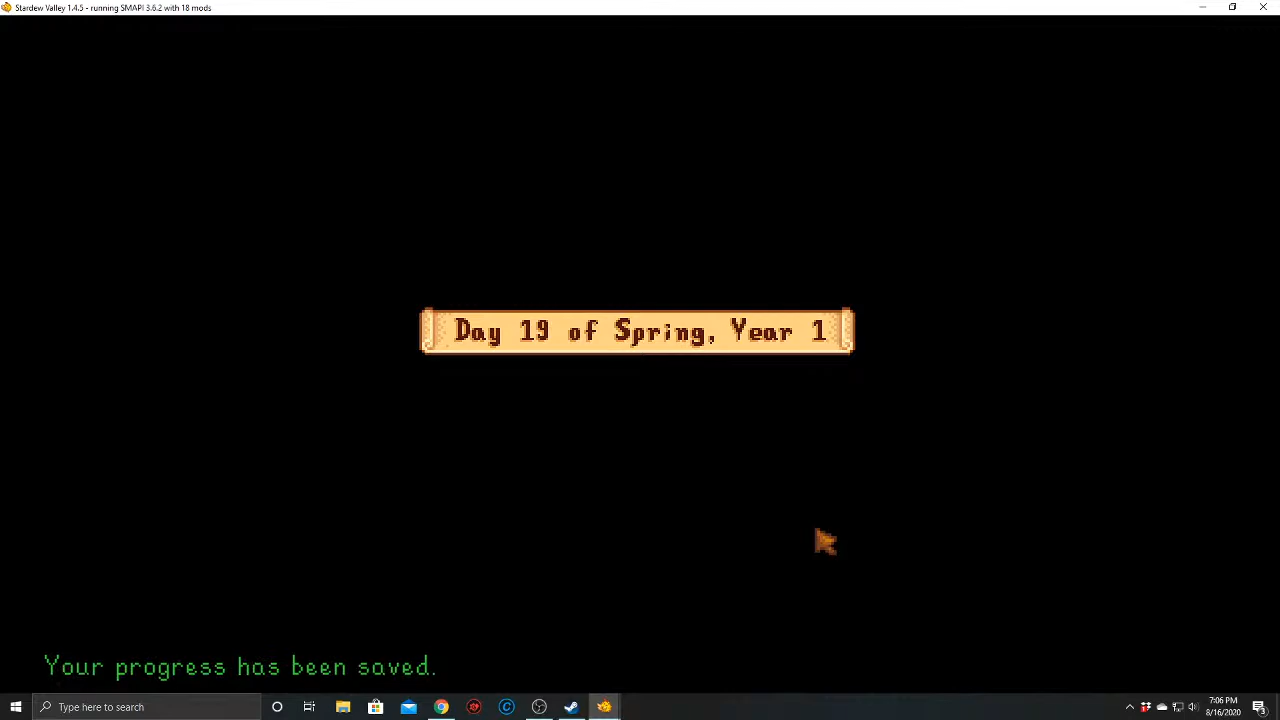 Stardew Valley 1.4.5 - running SMAPI 3.6.2 with 18 mods
Day 19 of Spring, Year 1
Your progress has been saved.
Type here to search
7:06 PM
8/16/2020